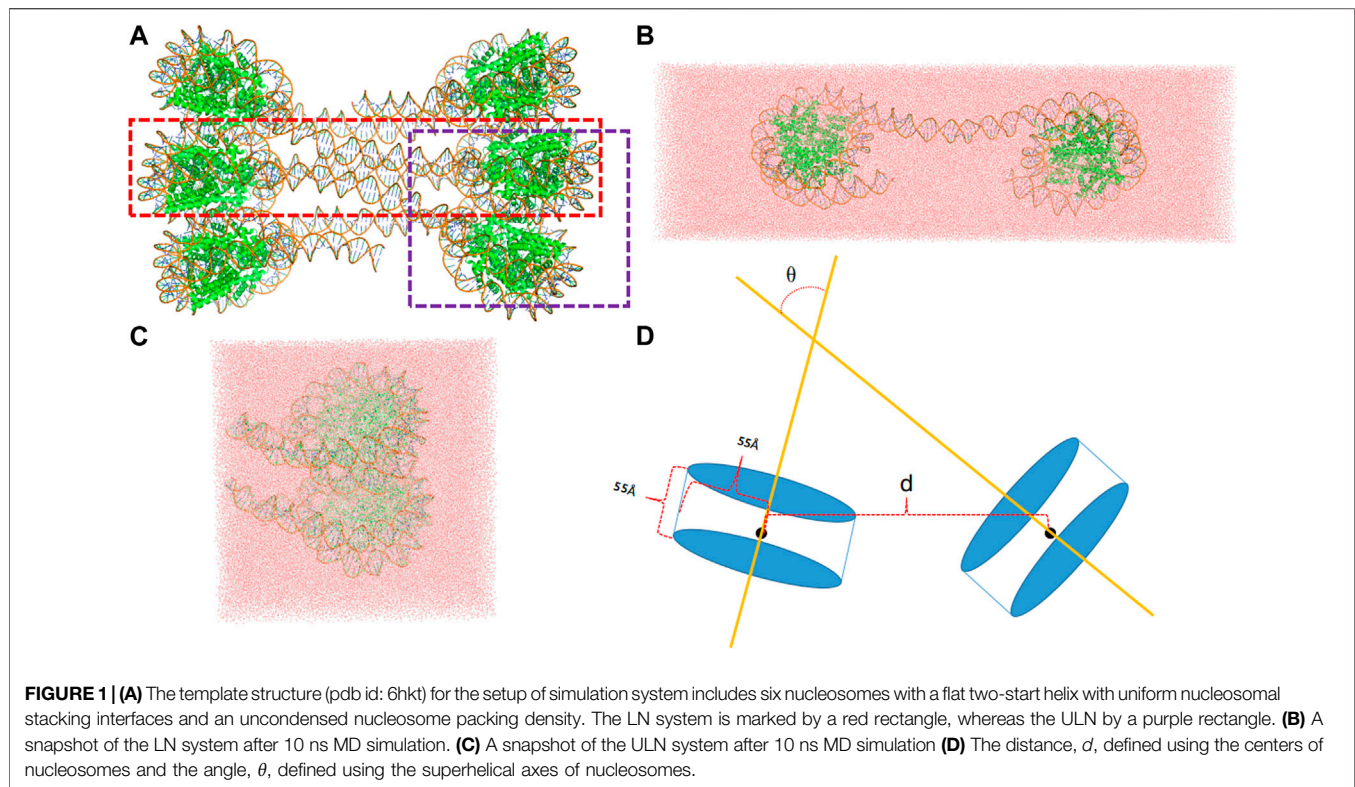 A
B
C
D
θ
55Å
55Å
d
FIGURE 1 | (A) The template structure (pdb id: 6hkt) for the setup of simulation system includes six nucleosomes with a flat two-start helix with uniform nucleosomal
stacking interfaces and an uncondensed nucleosome packing density. The LN system is marked by a red rectangle, whereas the ULN by a purple rectangle. (B) A
snapshot of the LN system after 10 ns MD simulation. (C) A snapshot of the ULN system after 10 ns MD simulation (D) The distance, d, defined using the centers of
nucleosomes and the angle, θ, defined using the superhelical axes of nucleosomes.